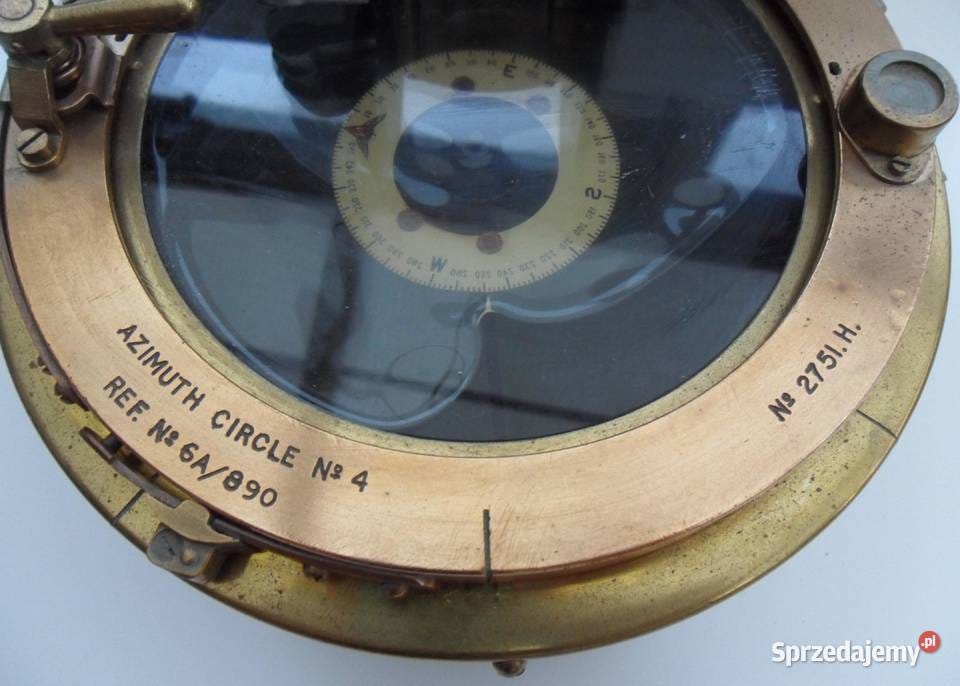 E
S
W
AZIMUTH CIRCLE Nº 4
REF. Nº 6A/890
Nº 2751.H.
Sprzedajemy.pl